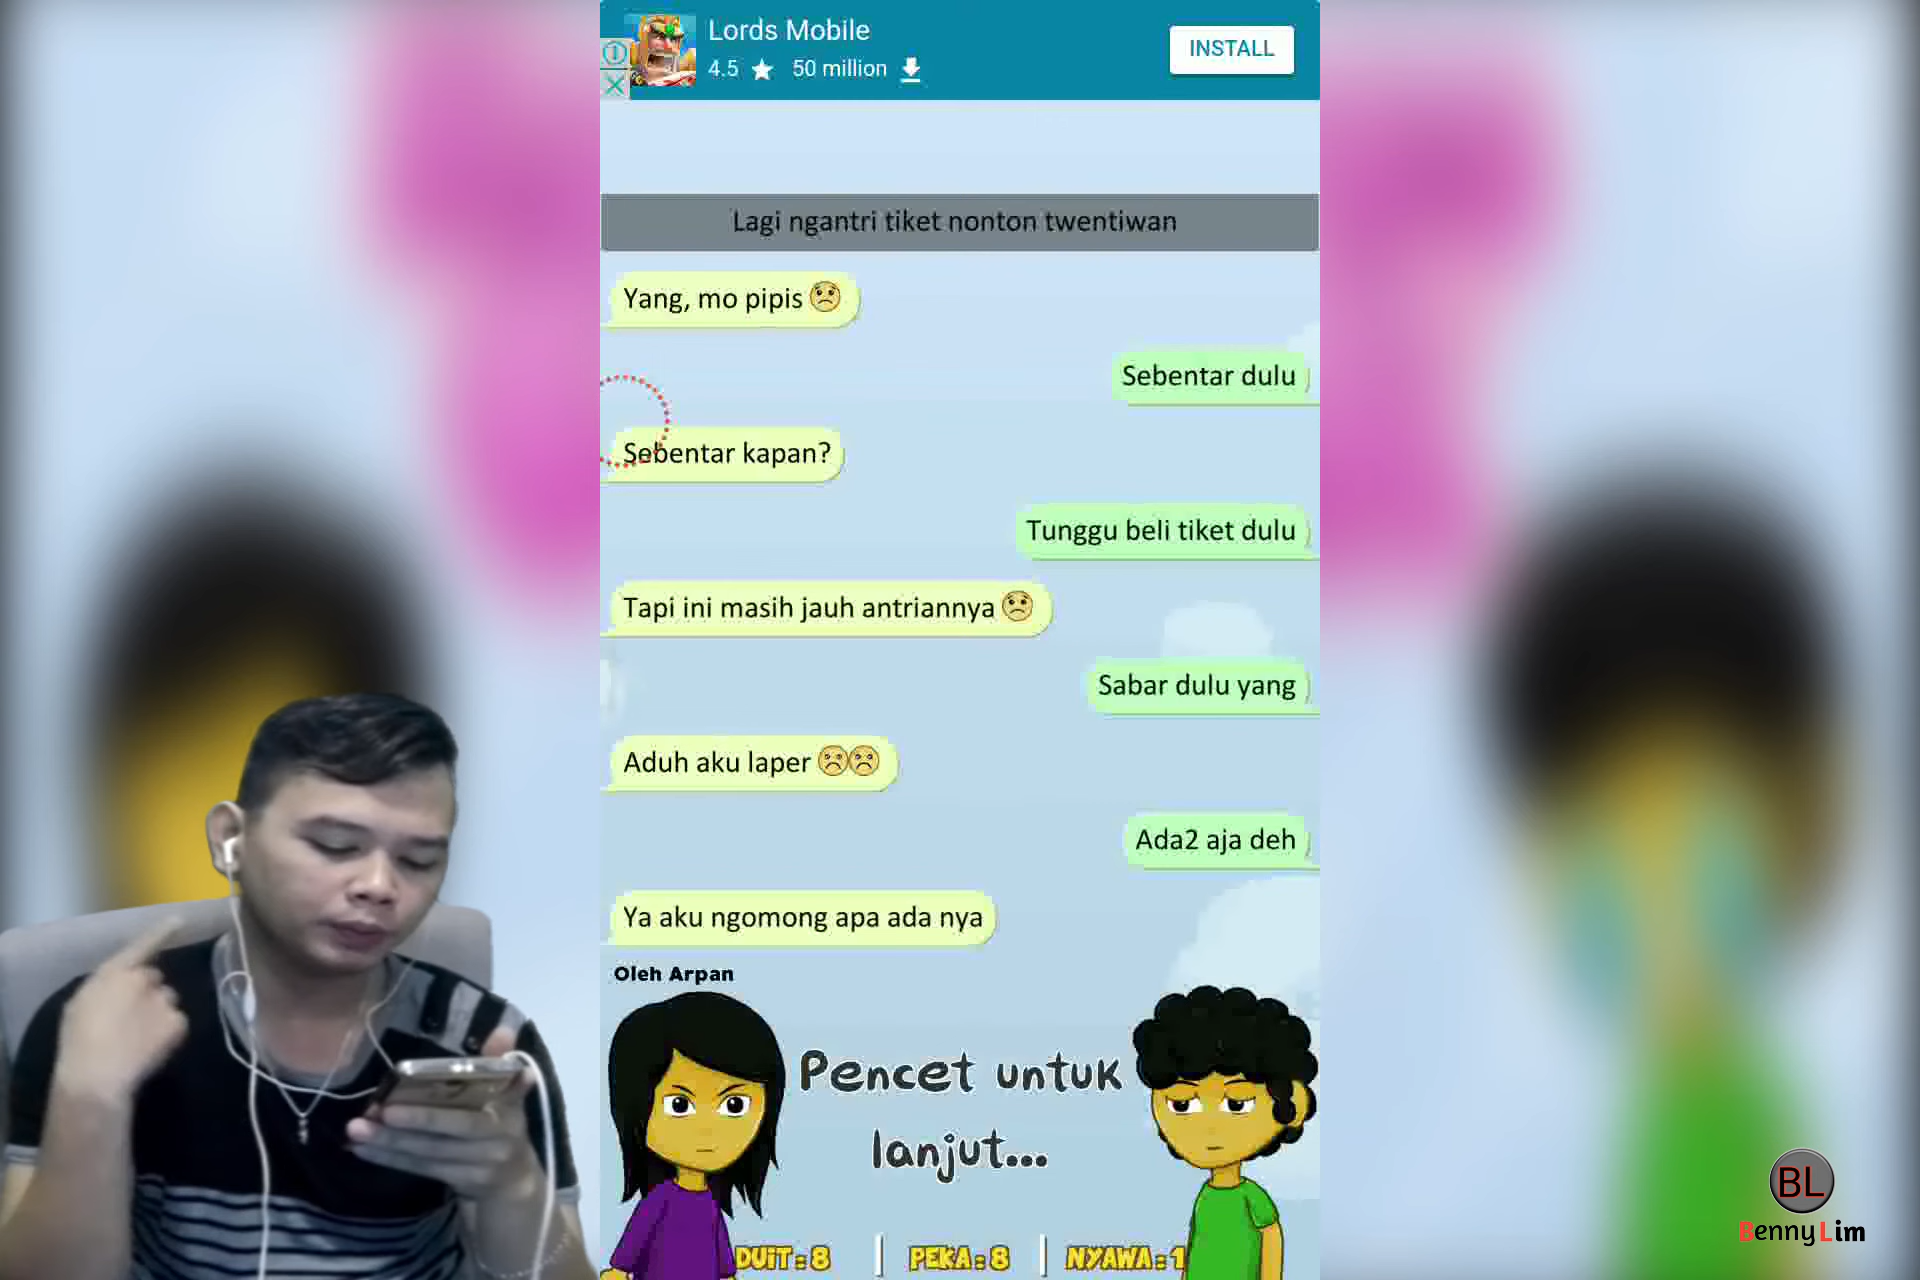 Lords Mobile
4.5 50 million
INSTALL
Lagi ngantri tiket nonton twentiwan
Yang, mo pipis
Sebentar dulu
Sebentar kapan?
Tunggu beli tiket dulu
Tapi ini masih jauh antriannya
Sabar dulu yang
Aduh aku laper
Ada2 aja deh
Ya aku ngomong apa ada nya
Oleh Arpan
Pencet untuk
lanjut...
DUIT : 8 | PEKA : 8 | NYAWA : 1
BL
Benny Lim